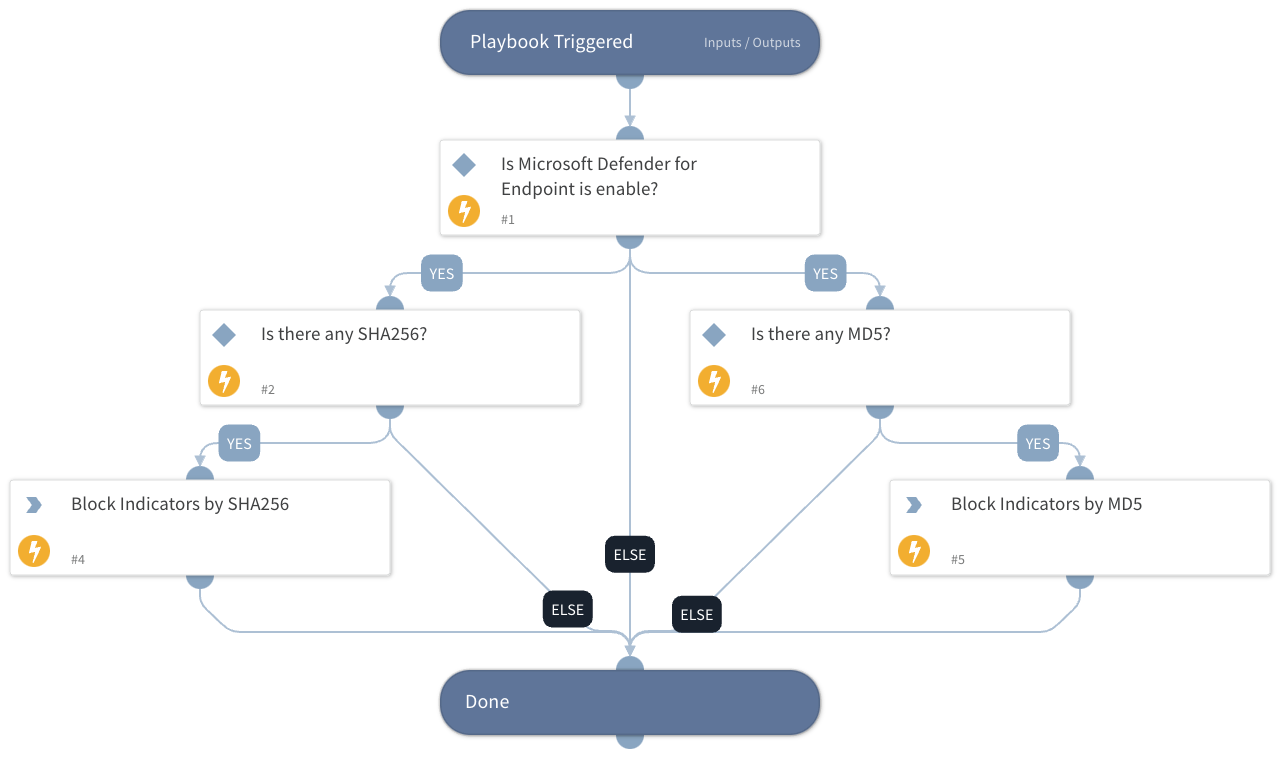 Playbook Triggered
Inputs / Outputs
Is Microsoft Defender for
Endpoint is enable?
#1
YES
YES
Is there any SHA256?
#2
Is there any MD5?
#6
YES
YES
Block Indicators by SHA256
#4
Block Indicators by MD5
#5
ELSE
ELSE
ELSE
Done